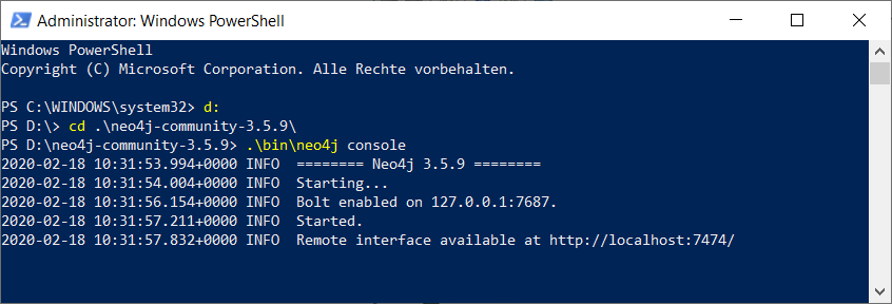 Administrator: Windows PowerShell
Windows PowerShell
Copyright (C) Microsoft Corporation. Alle Rechte vorbehalten.
PS C:\WINDOWS\system32> d:
PS D:\> cd .\neo4j-community-3.5.9\
PS D:\neo4j-community-3.5.9> .\bin\neo4j console
2020-02-18 10:31:53.994+0000 INFO  ======== Neo4j 3.5.9 ========
2020-02-18 10:31:54.004+0000 INFO  Starting...
2020-02-18 10:31:56.154+0000 INFO  Bolt enabled on 127.0.0.1:7687.
2020-02-18 10:31:57.211+0000 INFO  Started.
2020-02-18 10:31:57.832+0000 INFO  Remote interface available at http://localhost:7474/